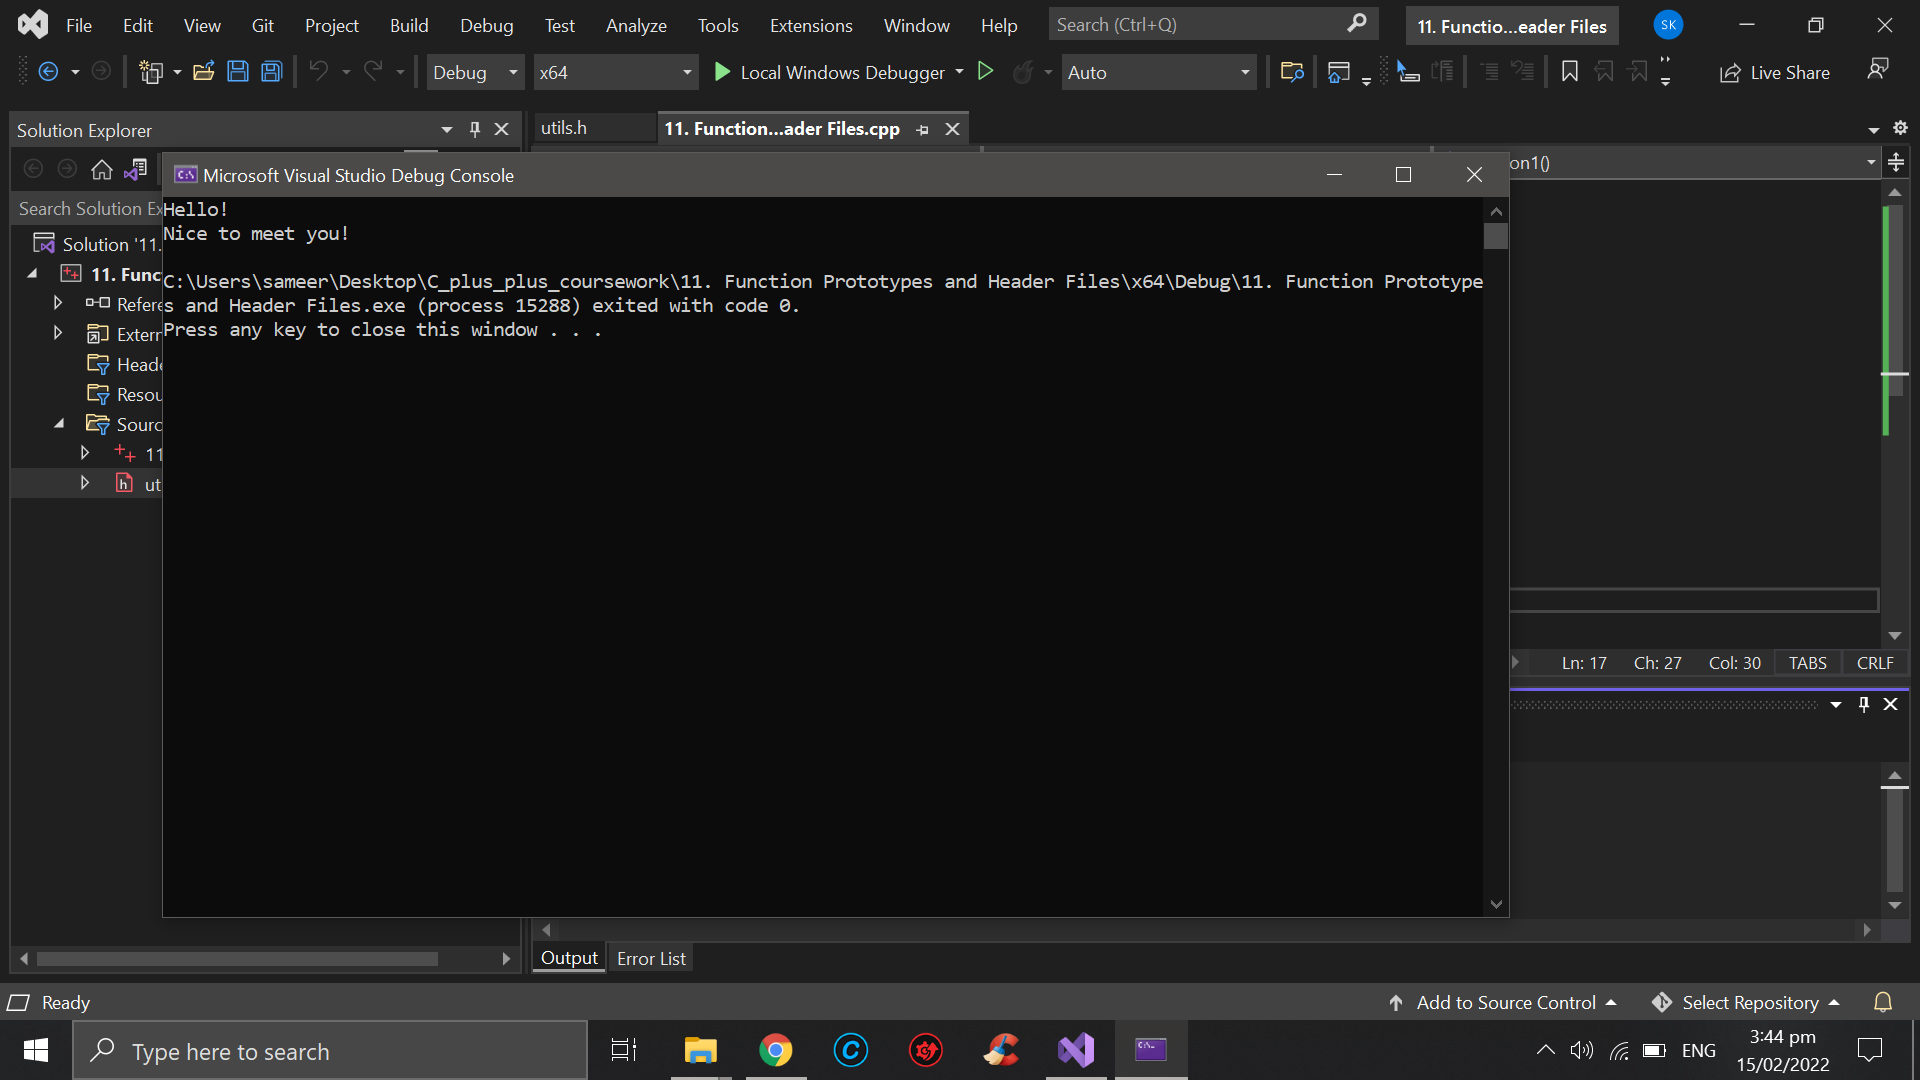 File Edit View Git Project Build Debug Test Analyze Tools Extensions Window Help Search (Ctrl+Q) 11. Functio...eader Files SK
Debug x64 Local Windows Debugger Auto Live Share
Solution Explorer
utils.h 11. Function...ader Files.cpp
Microsoft Visual Studio Debug Console
on1()
Search Solution Ex
Hello!
Nice to meet you!
Solution '11.
11. Func
C:\Users\sameer\Desktop\C_plus_plus_coursework\11. Function Prototypes and Header Files\x64\Debug\11. Function Prototype
s and Header Files.exe (process 15288) exited with code 0.
Press any key to close this window . . .
Refere
Extern
Heade
Resou
Sourc
11
ut
Ln: 17 Ch: 27 Col: 30 TABS CRLF
Output Error List
Ready Add to Source Control Select Repository
Type here to search ENG 3:44 pm
15/02/2022